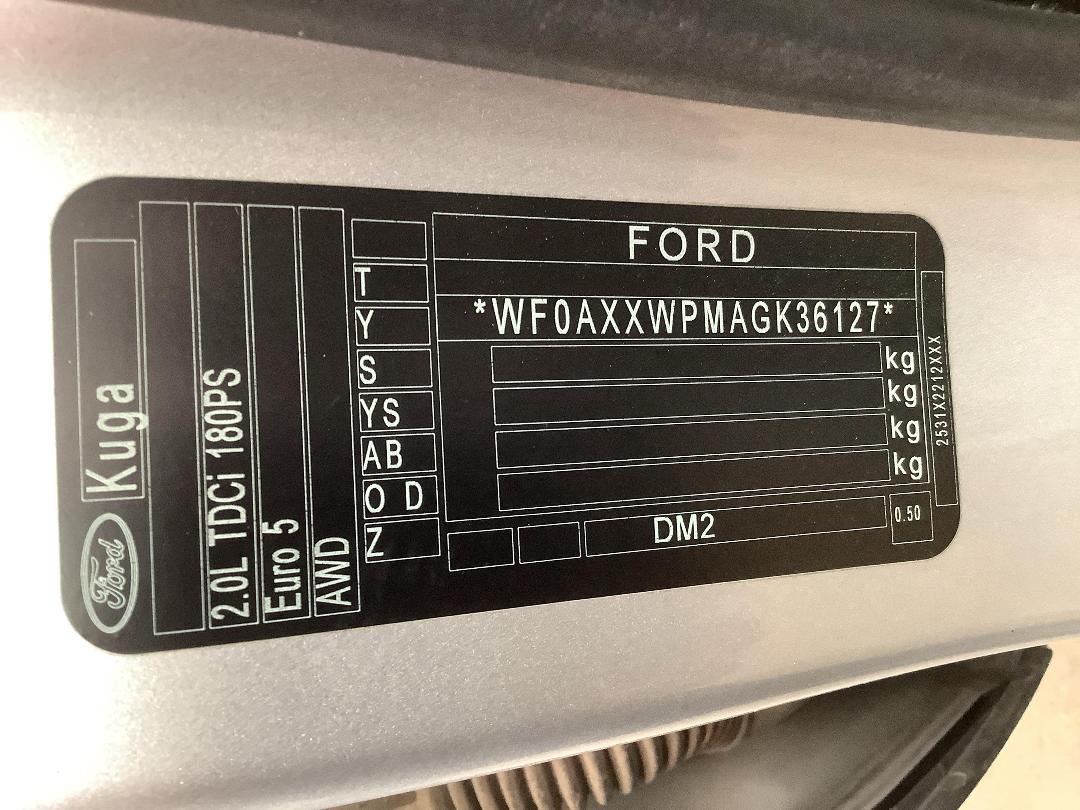 FORD
*WF0AXXWPMAGK36127*
kg
kg
kg
kg
T
Y
S
YS
AB
O D
Z
DM2
0.50
2531X2212XXX
Ford
Kuga
2.0L TDCi 180PS
Euro 5
AWD